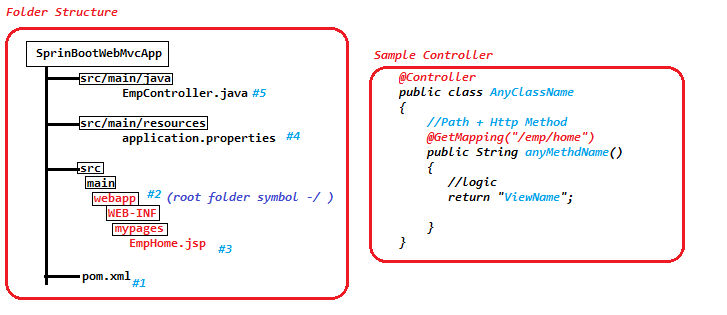 Folder Structure
SprinBootWebMvcApp
src/main/java
EmpController.java #5
src/main/resources
application.properties #4
src
main
webapp #2 (root folder symbol -/ )
WEB-INF
mypages
EmpHome.jsp #3
pom.xml #1
Sample Controller
@Controller
public class AnyClassName
{
//Path + Http Method
@GetMapping("/emp/home")
public String anyMethdName()
{
//logic
return "ViewName";
}
}